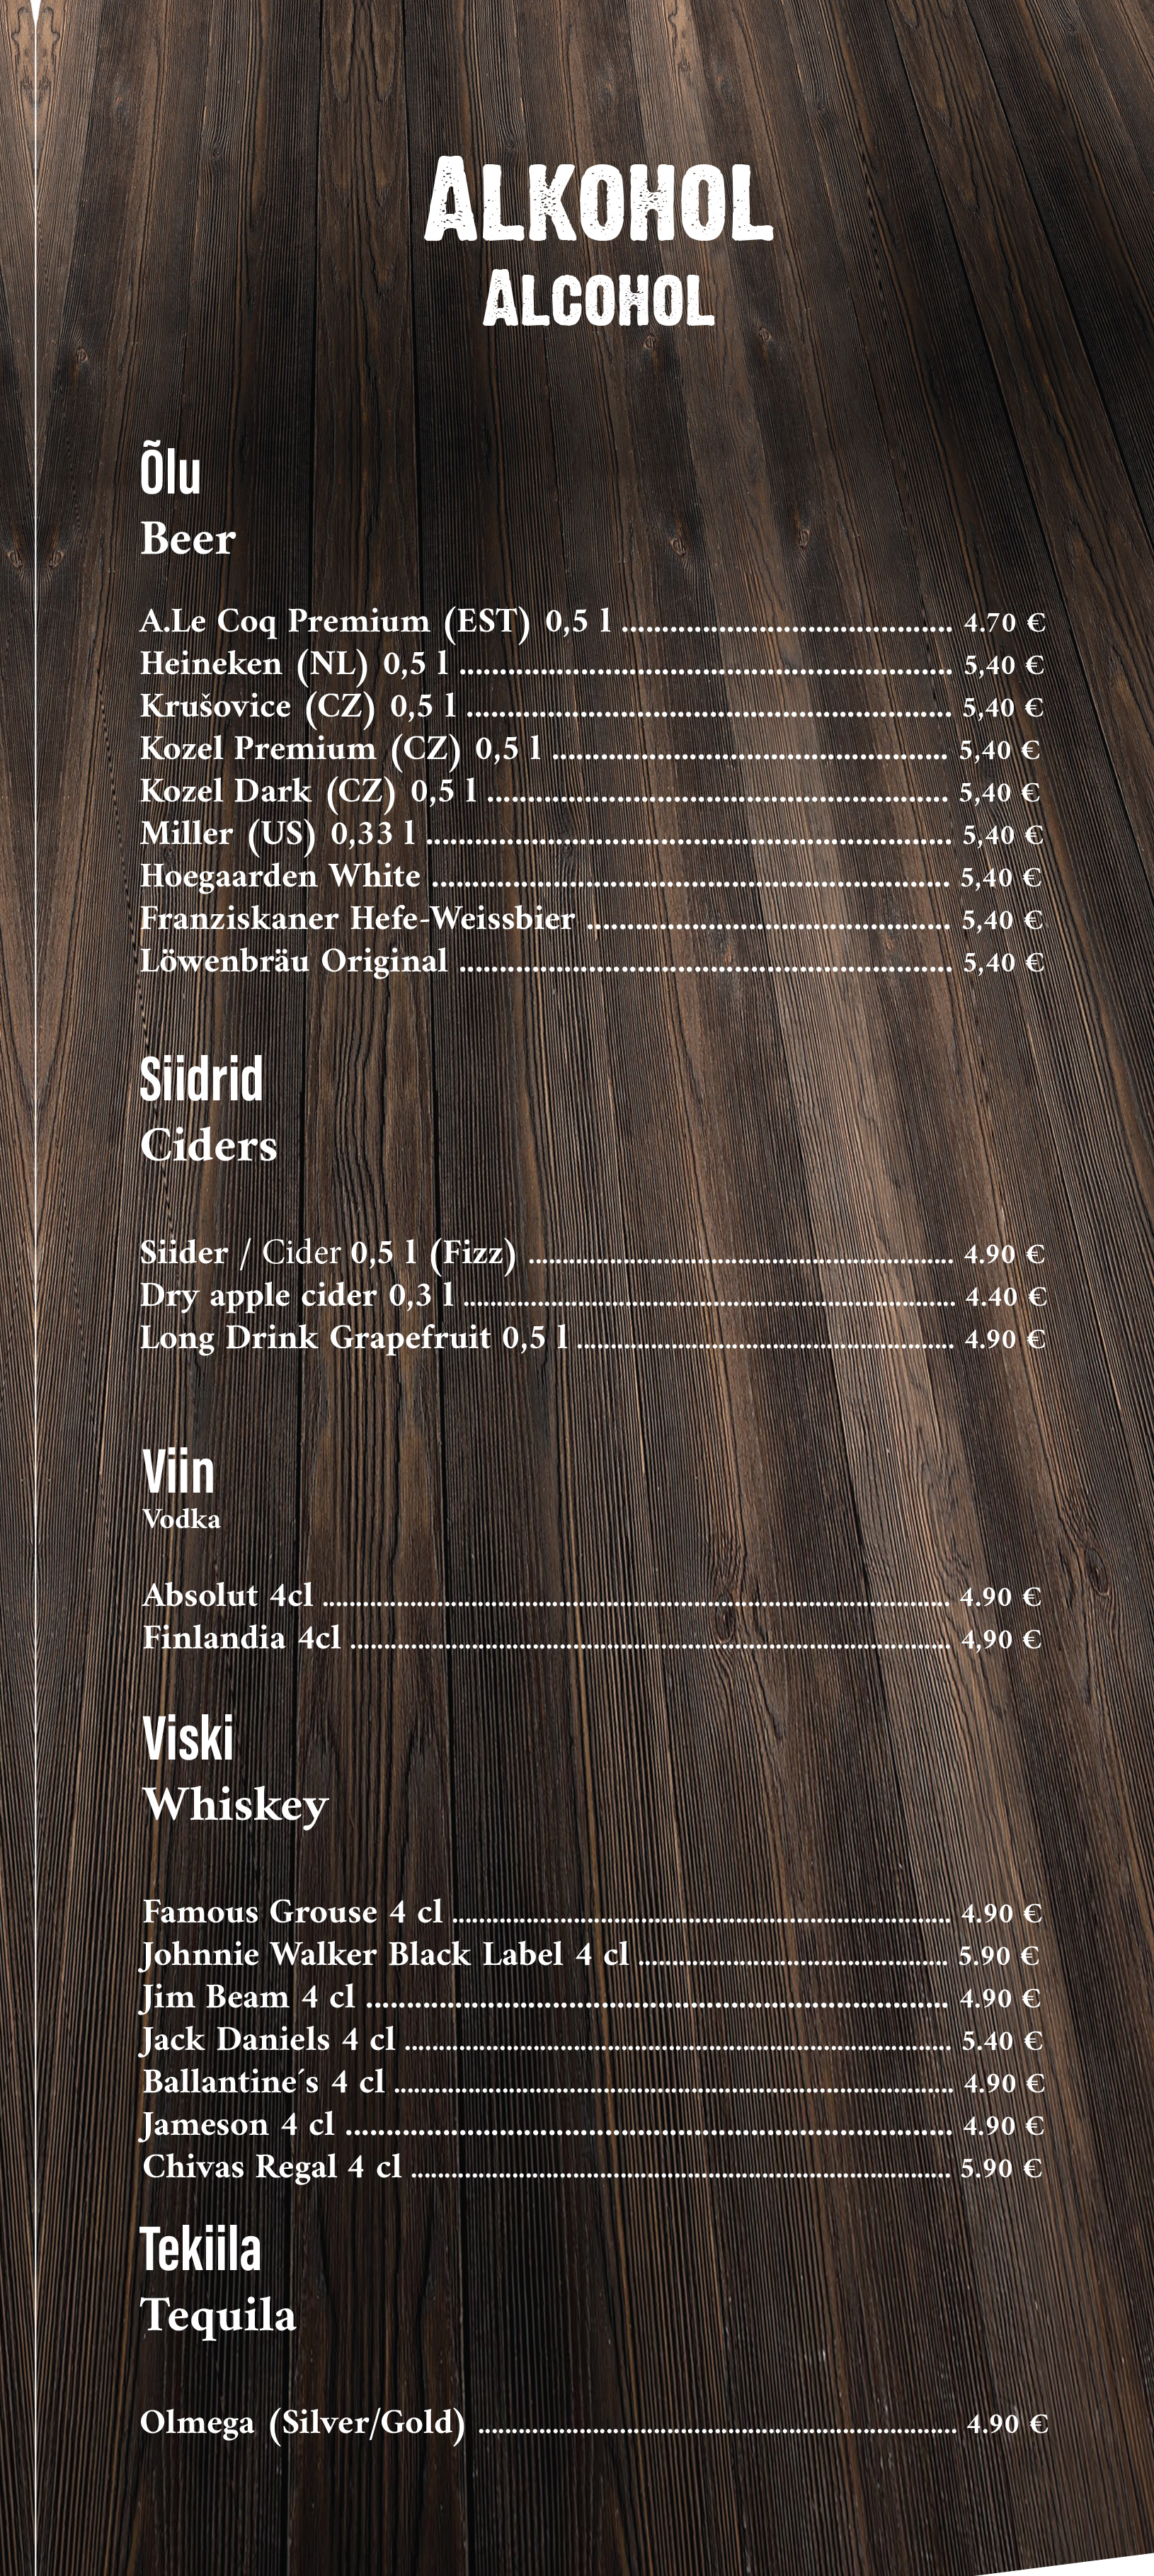 ALKOHOL
ALCOHOL
Õlu
Beer
A.Le Coq Premium (EST) 0,5 l ........................................ 4.70 €
Heineken (NL) 0,5 l ............................................................ 5,40 €
Krušovice (CZ) 0,5 l ........................................................... 5,40 €
Kozel Premium (CZ) 0,5 l ................................................ 5,40 €
Kozel Dark (CZ) 0,5 l ........................................................ 5,40 €
Miller (US) 0,33 l ................................................................ 5,40 €
Hoegaarden White ............................................................... 5,40 €
Franziskaner Hefe-Weissbier ............................................ 5,40 €
Löwenbräu Original ............................................................ 5,40 €
Siidrid
Ciders
Siider / Cider 0,5 l (Fizz) ................................................................ 4.90 €
Dry apple cider 0,3 l .......................................................................... 4.40 €
Long Drink Grapefruit 0,5 l ......................................................... 4.90 €
Viin
Vodka
Absolut 4cl ............................................................................................... 4.90 €
Finlandia 4cl ........................................................................................... 4,90 €
Viski
Whiskey
Famous Grouse 4 cl ........................................................................... 4.90 €
Johnnie Walker Black Label 4 cl ............................................... 5.90 €
Jim Beam 4 cl ....................................................................... 4.90 €
Jack Daniels 4 cl .................................................................................. 5.40 €
Ballantine´s 4 cl .................................................................................... 4.90 €
Jameson 4 cl .......................................................................... 4.90 €
Chivas Regal 4 cl ................................................................................. 5.90 €
Tekiila
Tequila
Olmega (Silver/Gold) ........................................................................ 4.90 €